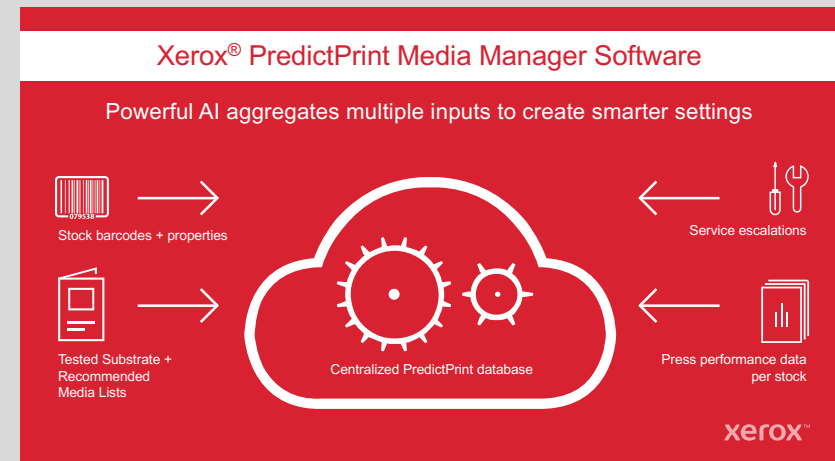 Xerox® PredictPrint Media Manager Software
Powerful AI aggregates multiple inputs to create smarter settings
079538
Stock barcodes + properties
Service escalations
Tested Substrate +
Recommended
Media Lists
Centralized PredictPrint database
Press performance data
per stock
xerox™